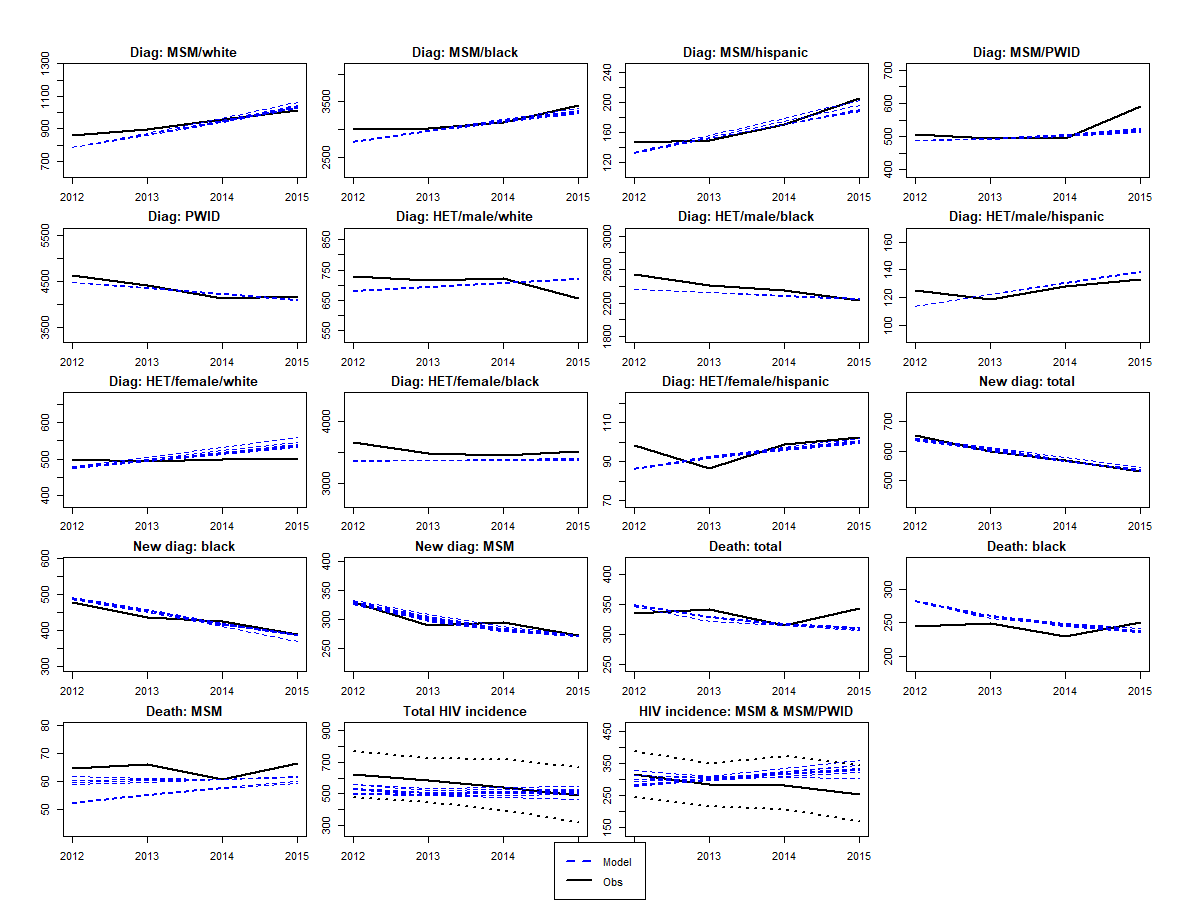 Diag: MSM/white
Diag: MSM/black
Diag: MSM/hispanic
Diag: MSM/PWID
700 900 1100 1300
2500 3500
120 160 200 240
400 500 600 700
2012 2013 2014 2015
2012 2013 2014 2015
2012 2013 2014 2015
2012 2013 2014 2015
Diag: PWID
Diag: HET/male/white
Diag: HET/male/black
Diag: HET/male/hispanic
3500 4500 5500
550 650 750 850
1800 2200 2600 3000
100 120 140 160
2012 2013 2014 2015
2012 2013 2014 2015
2012 2013 2014 2015
2012 2013 2014 2015
Diag: HET/female/white
Diag: HET/female/black
Diag: HET/female/hispanic
New diag: total
400 500 600
3000 4000
70 90 110
500 600 700
2012 2013 2014 2015
2012 2013 2014 2015
2012 2013 2014 2015
2012 2013 2014 2015
New diag: black
New diag: MSM
Death: total
Death: black
300 400 500 600
250 300 350 400
250 300 350 400
200 250 300
2012 2013 2014 2015
2012 2013 2014 2015
2012 2013 2014 2015
2012 2013 2014 2015
Death: MSM
Total HIV incidence
HIV incidence: MSM & MSM/PWID
50 60 70 80
300 500 700 900
150 250 350 450
2012 2013 2014 2015
2012 2013 2014 2015
2013 2014 2015
Model
Obs